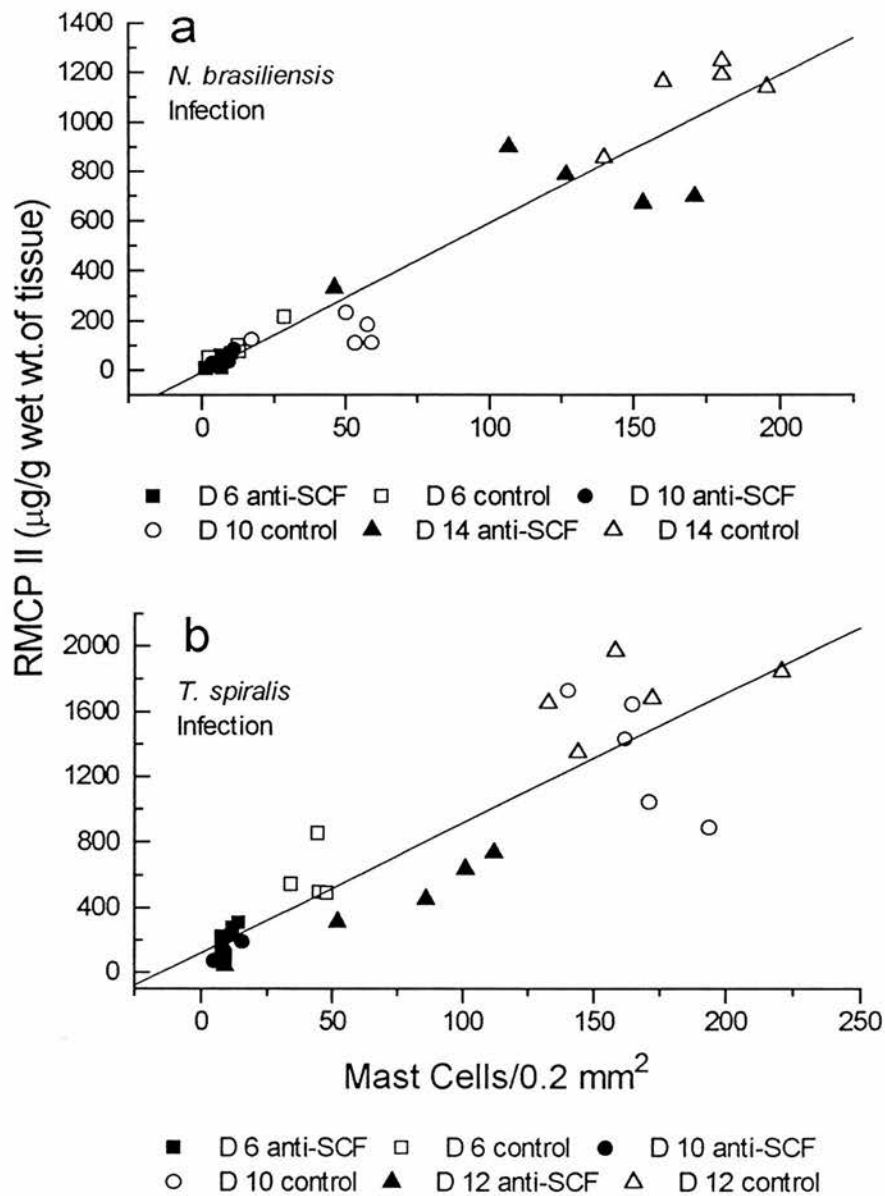 a
N. brasiliensis
Infection
1400
1200
1000
800
600
400
200
0
0 50 100 150 200
■ D 6 anti-SCF □ D 6 control ● D 10 anti-SCF
○ D 10 control ▲ D 14 anti-SCF △ D 14 control
RMCP II (µg/g wet wt.of tissue)
b
T. spiralis
Infection
2000
1600
1200
800
400
0
0 50 100 150 200 250
Mast Cells/0.2 mm²
■ D 6 anti-SCF □ D 6 control ● D 10 anti-SCF
○ D 10 control ▲ D 12 anti-SCF △ D 12 control